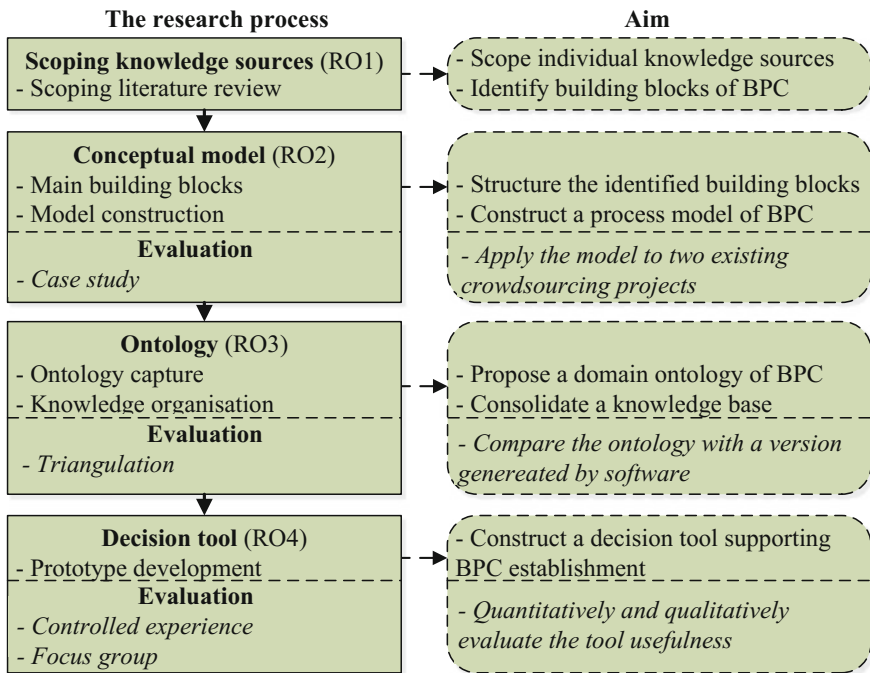 The research process
Aim
Scoping knowledge sources (RO1)
- Scoping literature review
- Scope individual knowledge sources
- Identify building blocks of BPC
Conceptual model (RO2)
- Main building blocks
- Model construction
Evaluation
- Case study
- Structure the identified building blocks
- Construct a process model of BPC
- Apply the model to two existing
crowdsourcing projects
Ontology (RO3)
- Ontology capture
- Knowledge organisation
Evaluation
- Triangulation
- Propose a domain ontology of BPC
- Consolidate a knowledge base
- Compare the ontology with a version
genereated by software
Decision tool (RO4)
- Prototype development
Evaluation
- Controlled experience
- Focus group
- Construct a decision tool supporting
BPC establishment
- Quantitatively and qualitatively
evaluate the tool usefulness